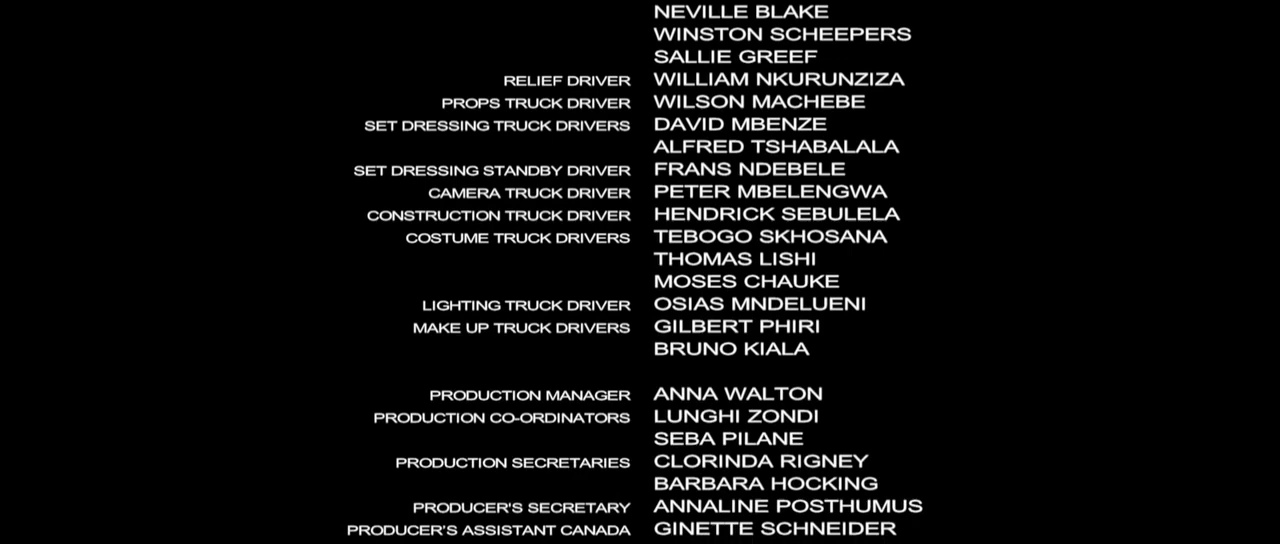 NEVILLE BLAKE
WINSTON SCHEEPERS
SALLIE GREEF
RELIEF DRIVER WILLIAM NKURUNZIZA
PROPS TRUCK DRIVER WILSON MACHEBE
SET DRESSING TRUCK DRIVERS DAVID MBENZE
ALFRED TSHABALALA
SET DRESSING STANDBY DRIVER FRANS NDEBELE
CAMERA TRUCK DRIVER PETER MBELENGWA
CONSTRUCTION TRUCK DRIVER HENDRICK SEBULELA
COSTUME TRUCK DRIVERS TEBOGO SKHOSANA
THOMAS LISHI
MOSES CHAUKE
LIGHTING TRUCK DRIVER OSIAS MNDELUENI
MAKE UP TRUCK DRIVERS GILBERT PHIRI
BRUNO KIALA
PRODUCTION MANAGER ANNA WALTON
PRODUCTION CO-ORDINATORS LUNGHI ZONDI
SEBA PILANE
PRODUCTION SECRETARIES CLORINDA RIGNEY
BARBARA HOCKING
PRODUCER'S SECRETARY ANNALINE POSTHUMUS
PRODUCER'S ASSISTANT CANADA GINETTE SCHNEIDER